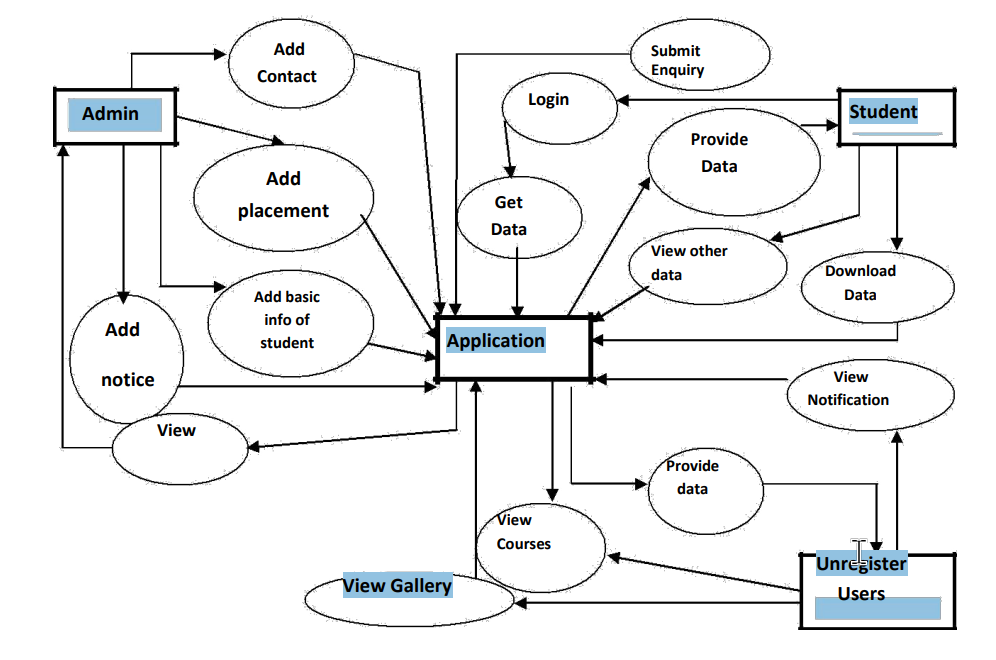 Add
Contact
Submit
Enquiry
Admin
Login
Student
Provide
Data
Add
placement
Get
Data
View other
data
Download
Data
Add basic
info of
student
Add
notice
Application
View
Notification
View
Provide
data
View
Courses
View Gallery
Unregister
Users